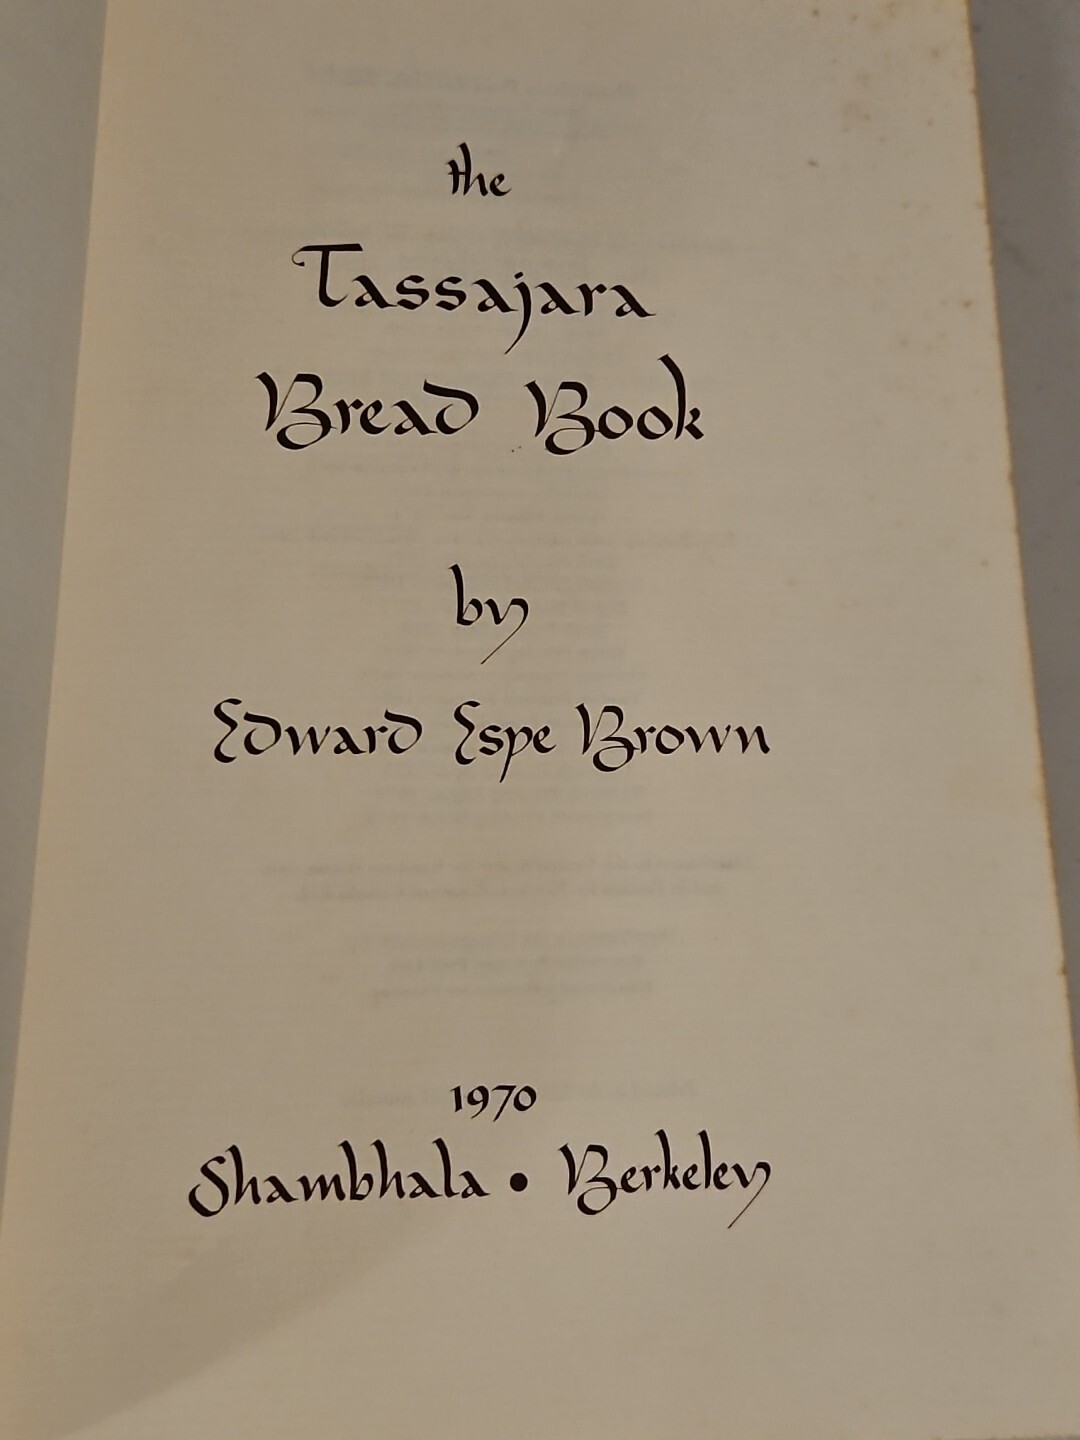 the
Tassajara
Bread Book
by
Edward Espe Brown
1970
Shambhala • Berkeley